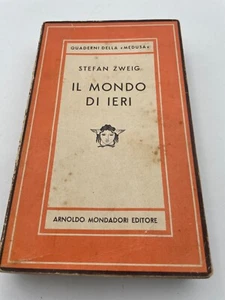 QUADERNI DELLA «MEDUSA»
STEFAN ZWEIG
IL MONDO
DI IERI
ARNOLDO MONDADORI EDITORE